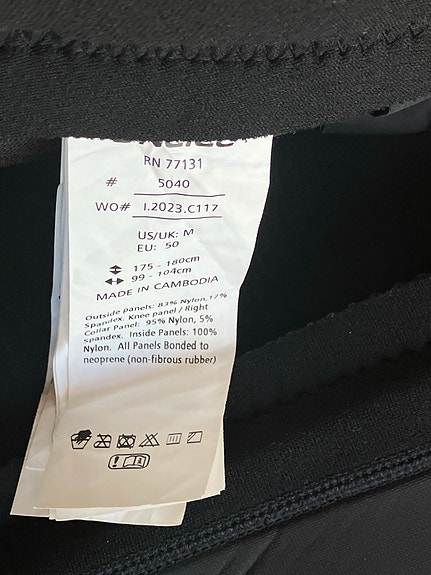 RN 77131
# 5040
WO# I.2023.C117
US/UK: M
EU: 50
175 - 180cm
99 - 104cm
MADE IN CAMBODIA
Outside panels: 83% Nylon,17%
Spandex. Knee panel / Right
Collar Panel: 95% Nylon, 5%
spandex. Inside Panels: 100%
Nylon. All Panels Bonded to
neoprene (non-fibrous rubber)